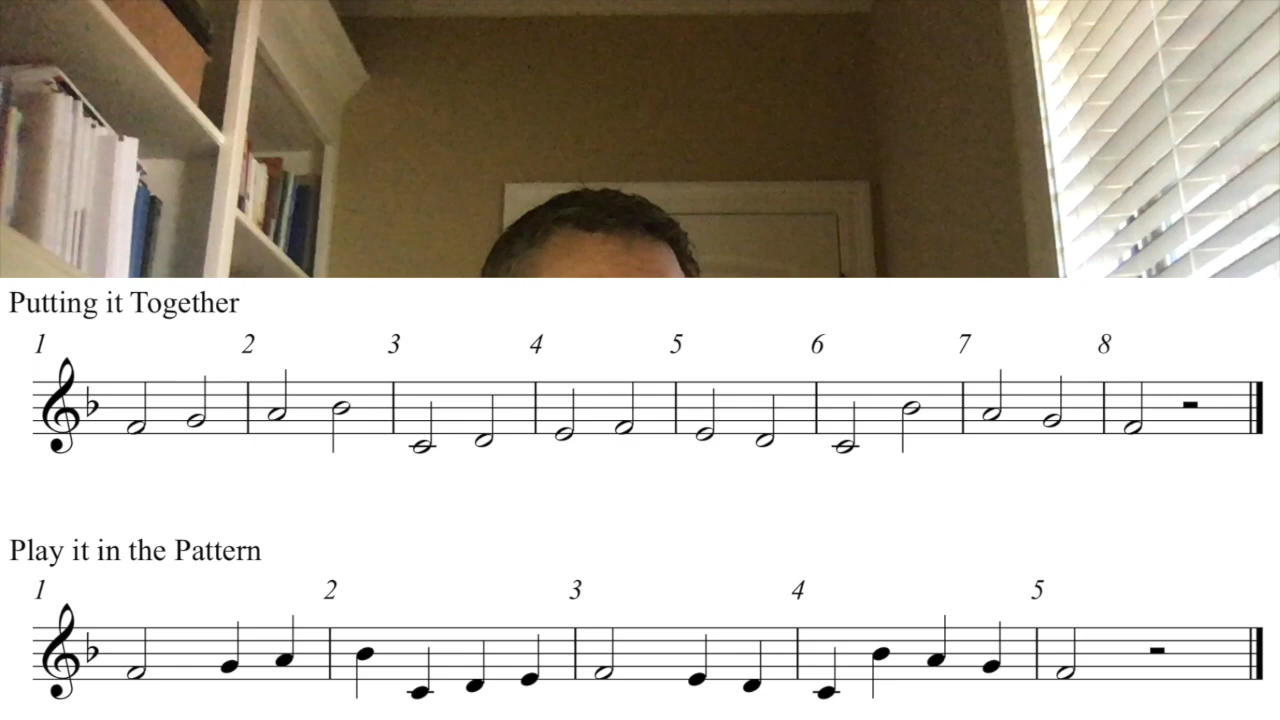 Putting it Together
1 2 3 4 5 6 7 8
Play it in the Pattern
1 2 3 4 5